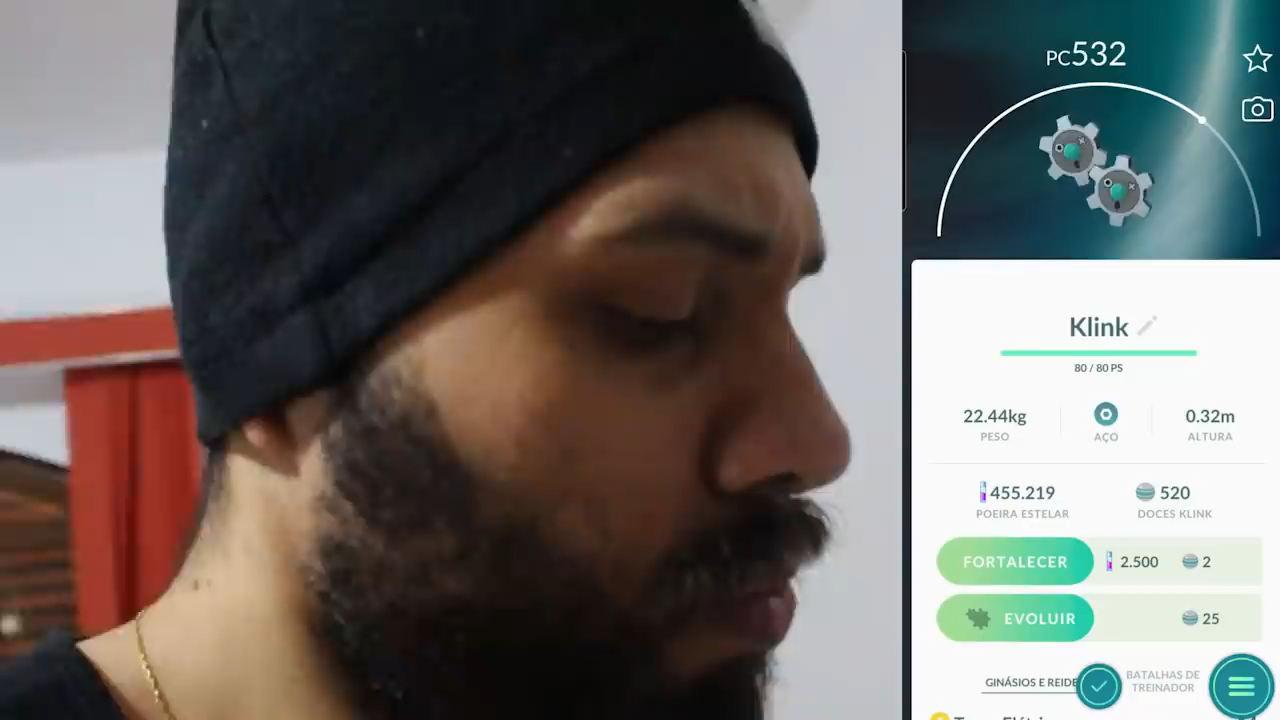 PC532
Klink
80 / 80 PS
22.44kg
PESO
AÇO
0.32m
ALTURA
455.219
POEIRA ESTELAR
520
DOCES KLINK
FORTALECER
2.500
2
EVOLUIR
25
GINÁSIOS E REIDE
BATALHAS DE
TREINADOR